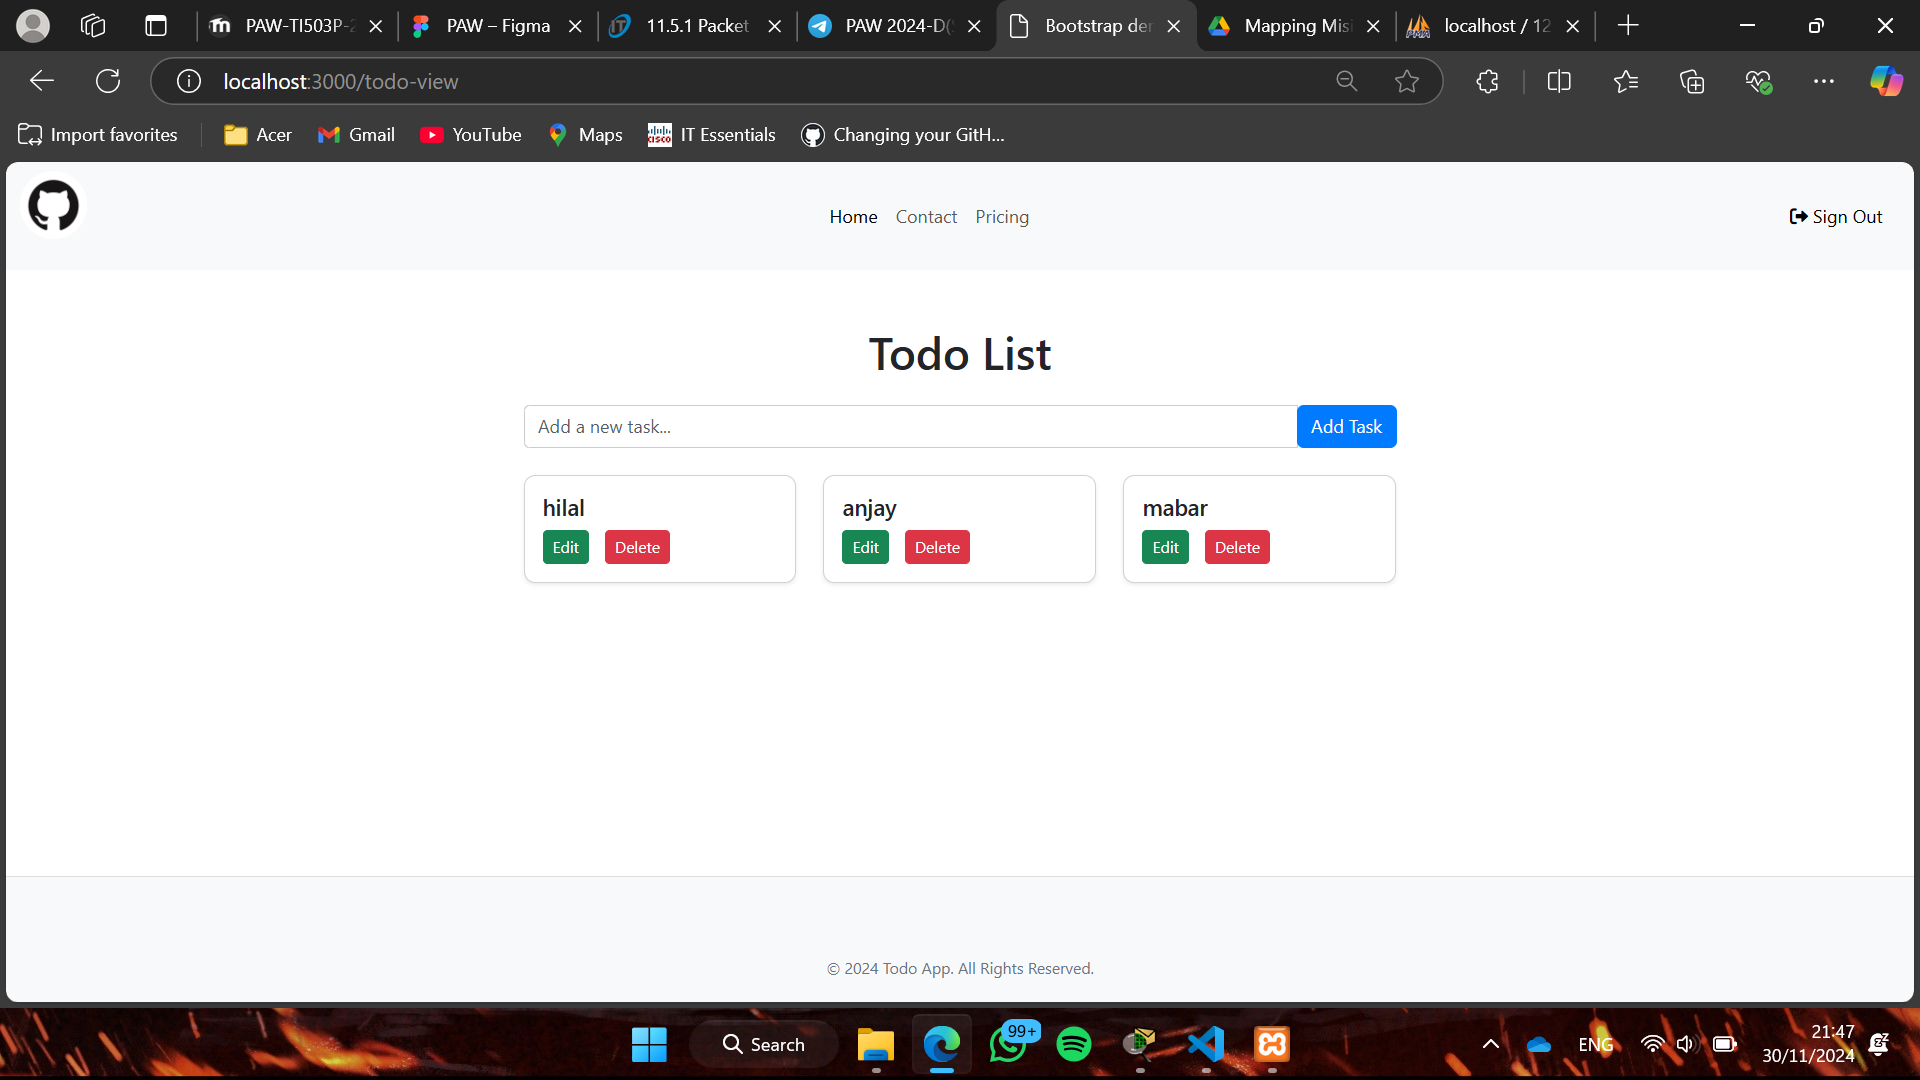 PAW-TI503P-2
PAW – Figma
11.5.1 Packet
PAW 2024-D(S
Bootstrap der
Mapping Misi
localhost / 12
localhost:3000/todo-view
Import favorites
Acer
Gmail
YouTube
Maps
IT Essentials
Changing your GitH...
Home
Contact
Pricing
Sign Out
Todo List
Add a new task...
Add Task
hilal
Edit
Delete
anjay
Edit
Delete
mabar
Edit
Delete
© 2024 Todo App. All Rights Reserved.
Search
99+
ENG
21:47
30/11/2024